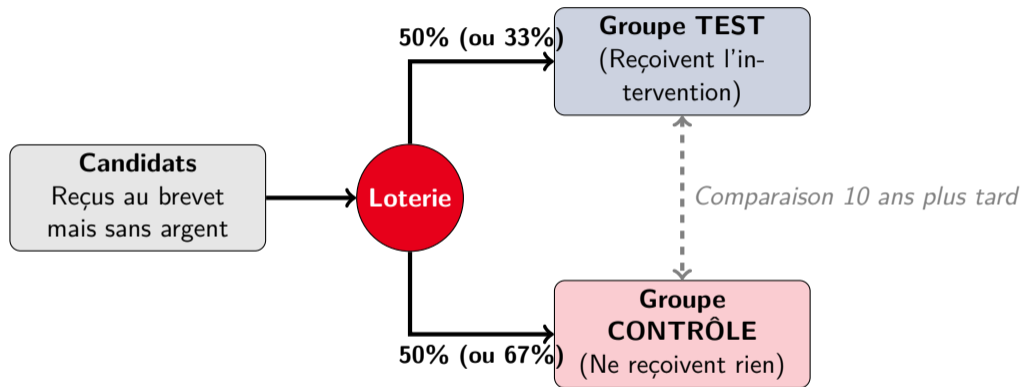 Candidats
Reçus au brevet
mais sans argent
Loterie
50% (ou 33%)
Groupe TEST
(Reçoivent l'in-
tervention)
Comparaison 10 ans plus tard
50% (ou 67%)
Groupe
CONTRÔLE
(Ne reçoivent rien)